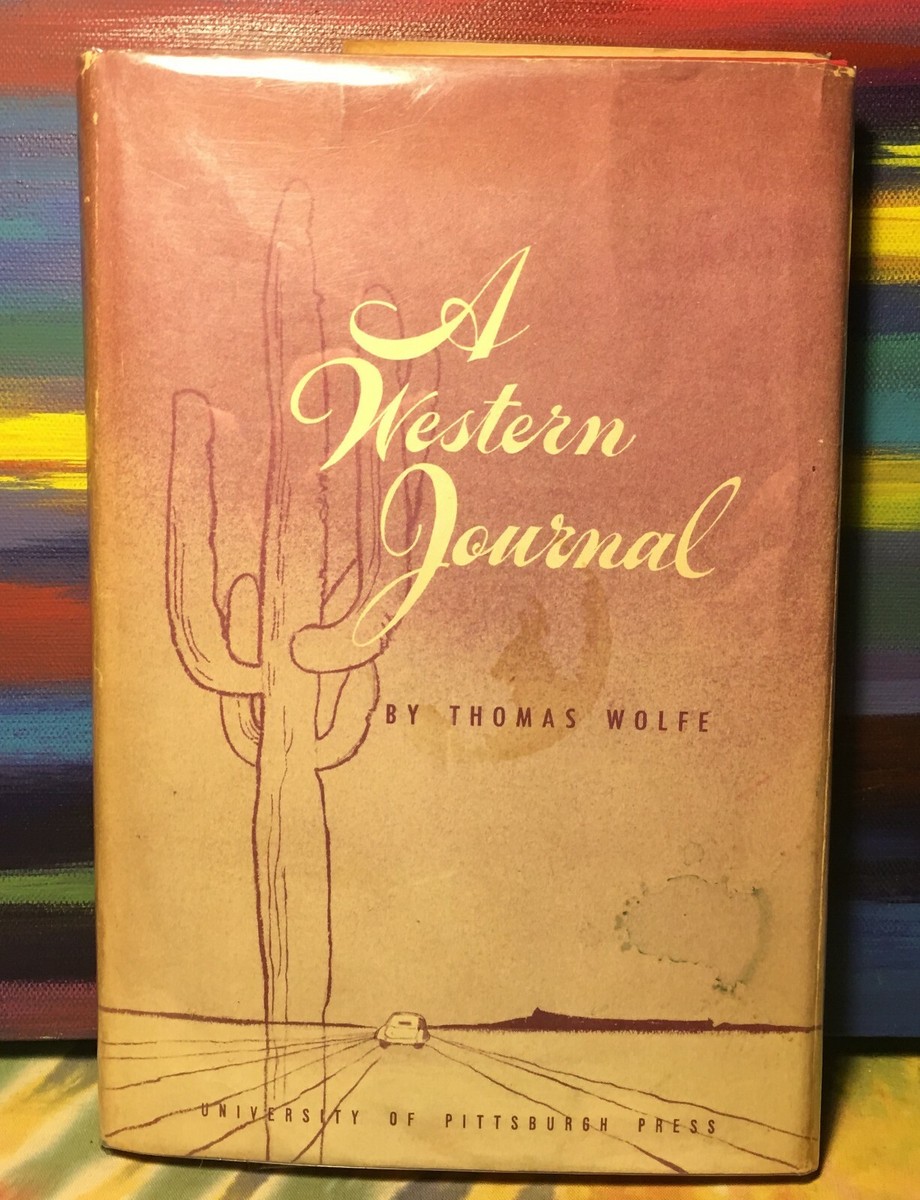 A
Western
Journal
BY THOMAS WOLFE
UNIVERSITY OF PITTSBURGH PRESS